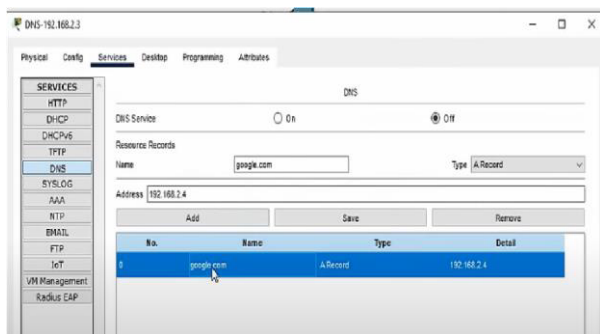 DNS-192.168.2.3
Physical Config Services Desktop Programming Attributes
SERVICES
HTTP
DHCP
DHCPv6
TFTP
DNS
SYSLOG
AAA
NTP
EMAIL
FTP
IoT
VM Management
Radius EAP
DNS
DNS Service On Off
Resource Records
Name google.com Type A Record
Address 192.168.2.4
Add Save Remove
No. Name Type Detail
0 google.com A Record 192.168.2.4